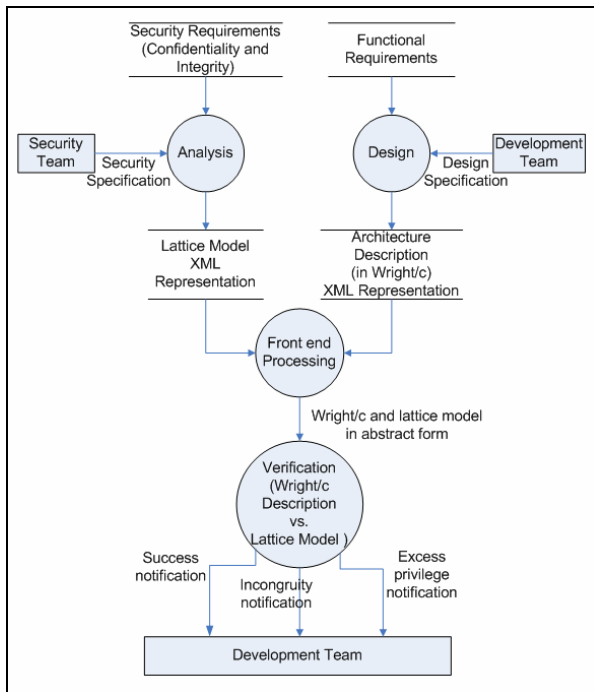 Security Requirements
(Confidentiality and
Integrity)
Functional
Requirements
Security
Team
Security
Specification
Analysis
Design
Design
Specification
Development
Team
Lattice Model
XML
Representation
Architecture
Description
(in Wright/c)
XML Representation
Front end
Processing
Wright/c and lattice model
in abstract form
Verification
(Wright/c
Description
vs.
Lattice Model )
Success
notification
Incongruity
notification
Excess
privilege
notification
Development Team